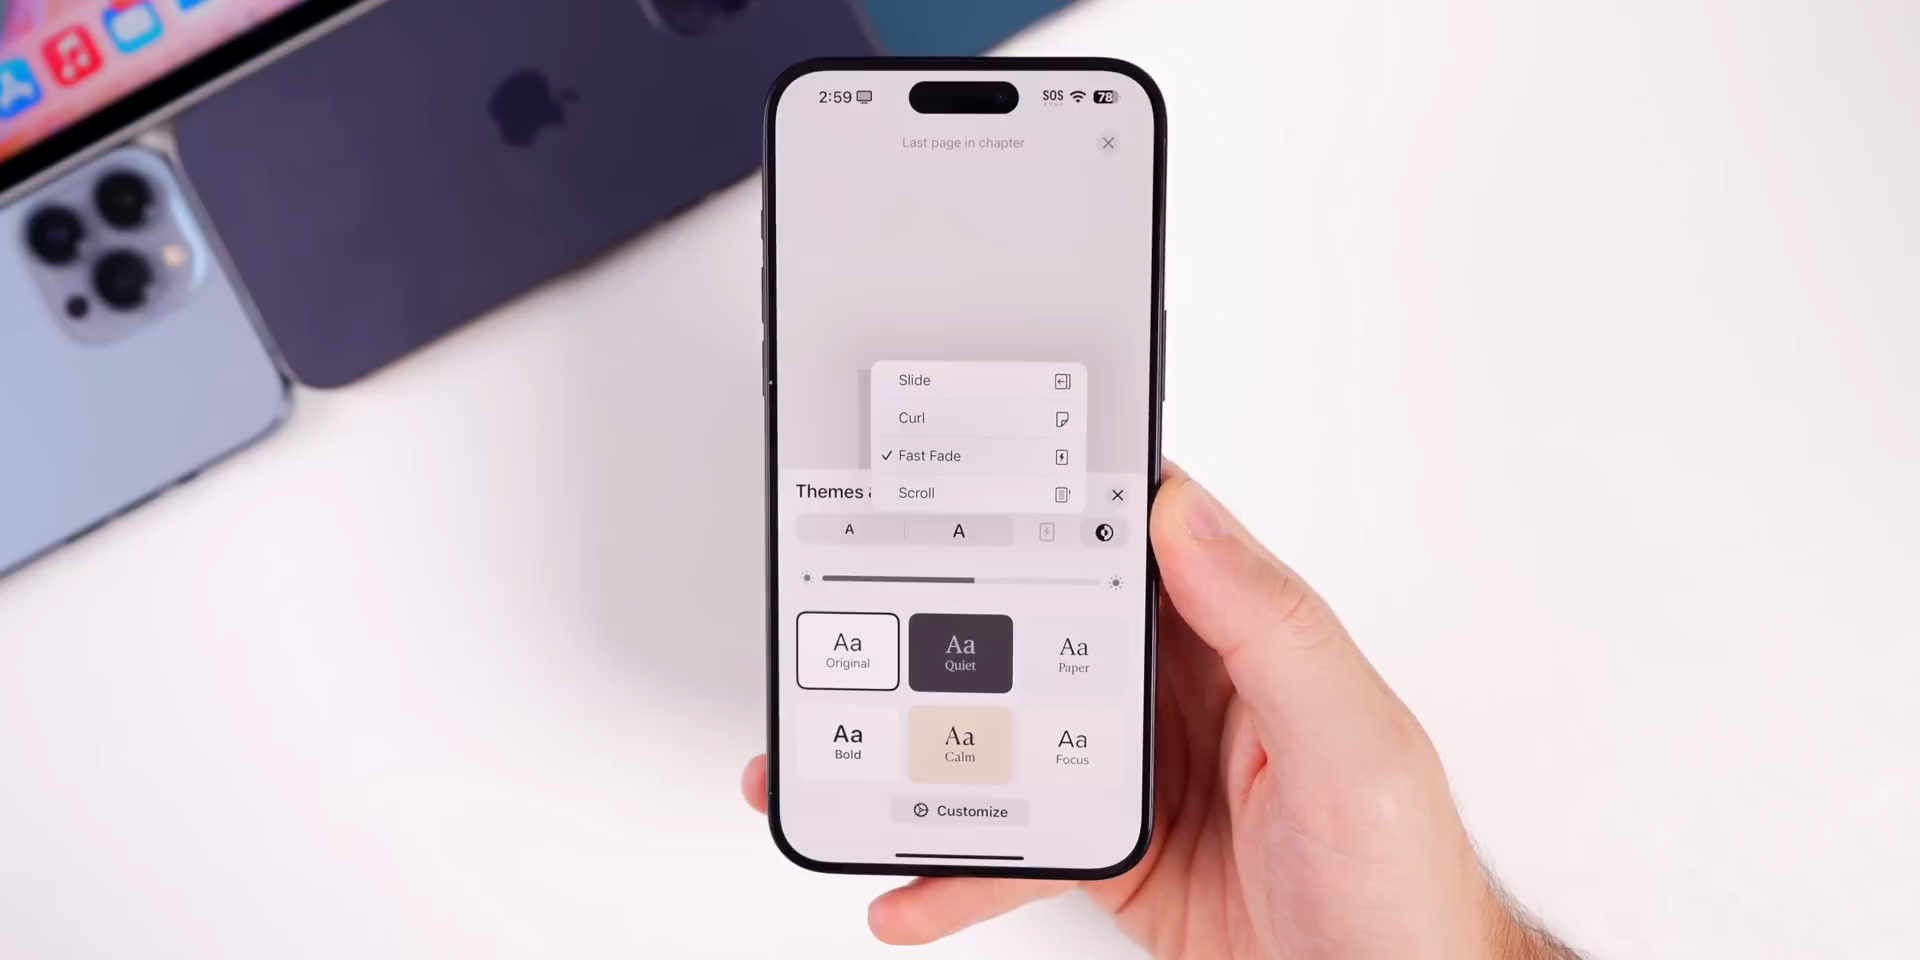 2:59
SOS
78
Last page in chapter
Slide
Curl
Fast Fade
Scroll
Themes
A A
Aa
Original
Aa
Quiet
Aa
Paper
Aa
Bold
Aa
Calm
Aa
Focus
Customize